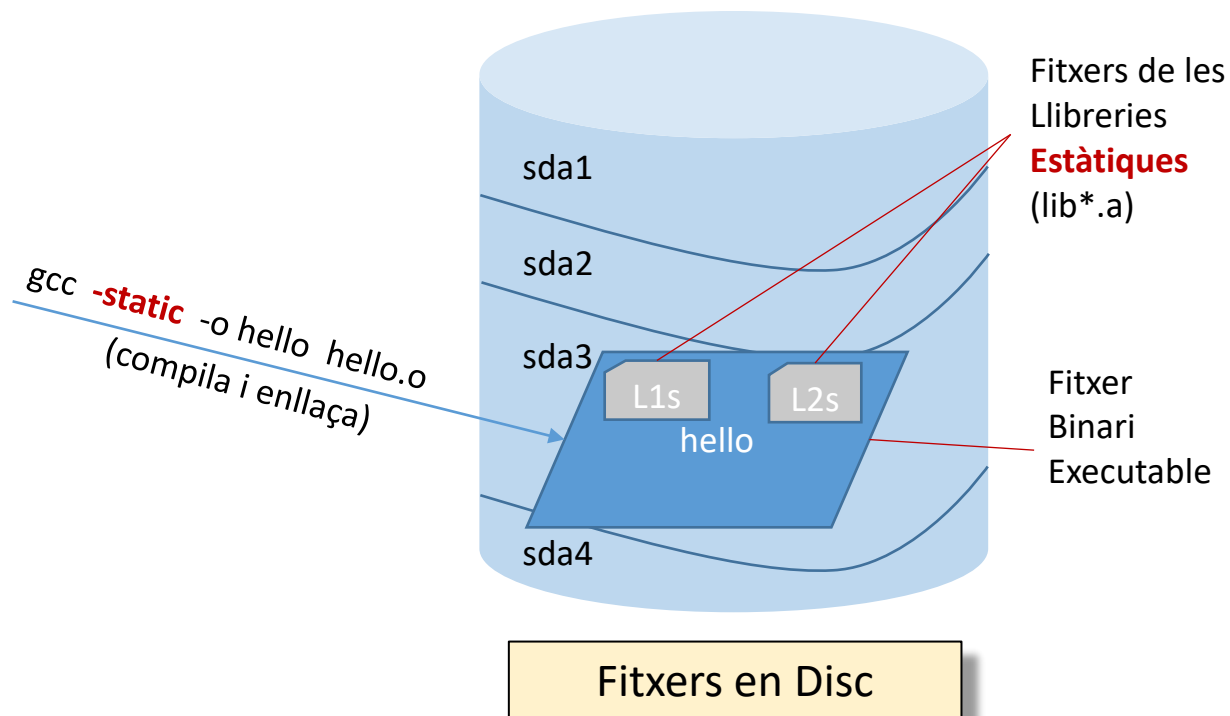 Fitxers de les
Llibreries
Estàtiques
(lib*.a)
sda1
sda2
gcc -static -o hello hello.o
(compila i enllaça)
sda3
L1s
L2s
hello
Fitxer
Binari
Executable
sda4
Fitxers en Disc